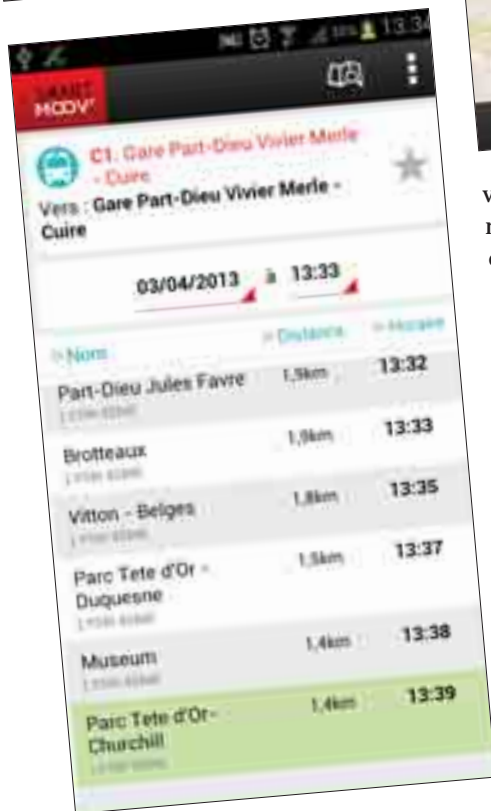 13:34
MOOV'
C1. Gare Part-Dieu Vivier Merle
- Cuire
Vers : Gare Part-Dieu Vivier Merle -
Cuire
03/04/2013 à 13:33
Nom Distance Horaire
Part-Dieu Jules Favre 1,9km 13:32
Brotteaux 1,9km 13:33
Vitton - Belges 1,8km 13:35
Parc Tete d'Or - 1,5km 13:37
Duquesne
Museum 1,4km 13:38
Parc Tete d'Or- 1,4km 13:39
Churchill